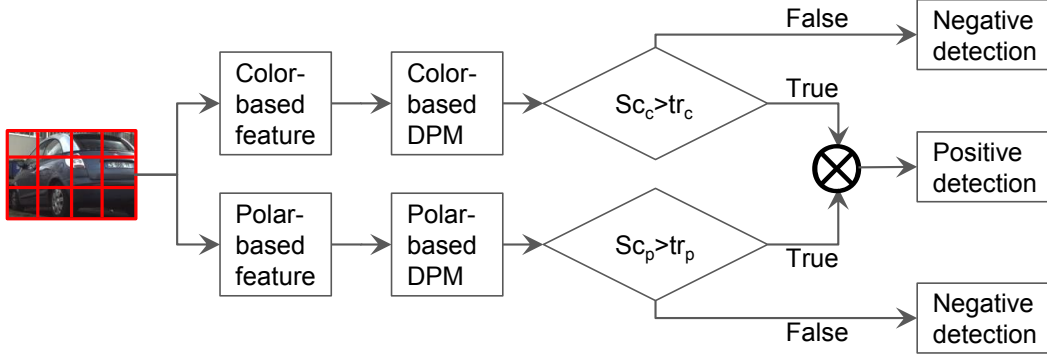 False
Negative
detection
Color-
based
feature
Color-
based
DPM
Sc_c>tr_c
True
Positive
detection
Polar-
based
feature
Polar-
based
DPM
Sc_p>tr_p
True
False
Negative
detection